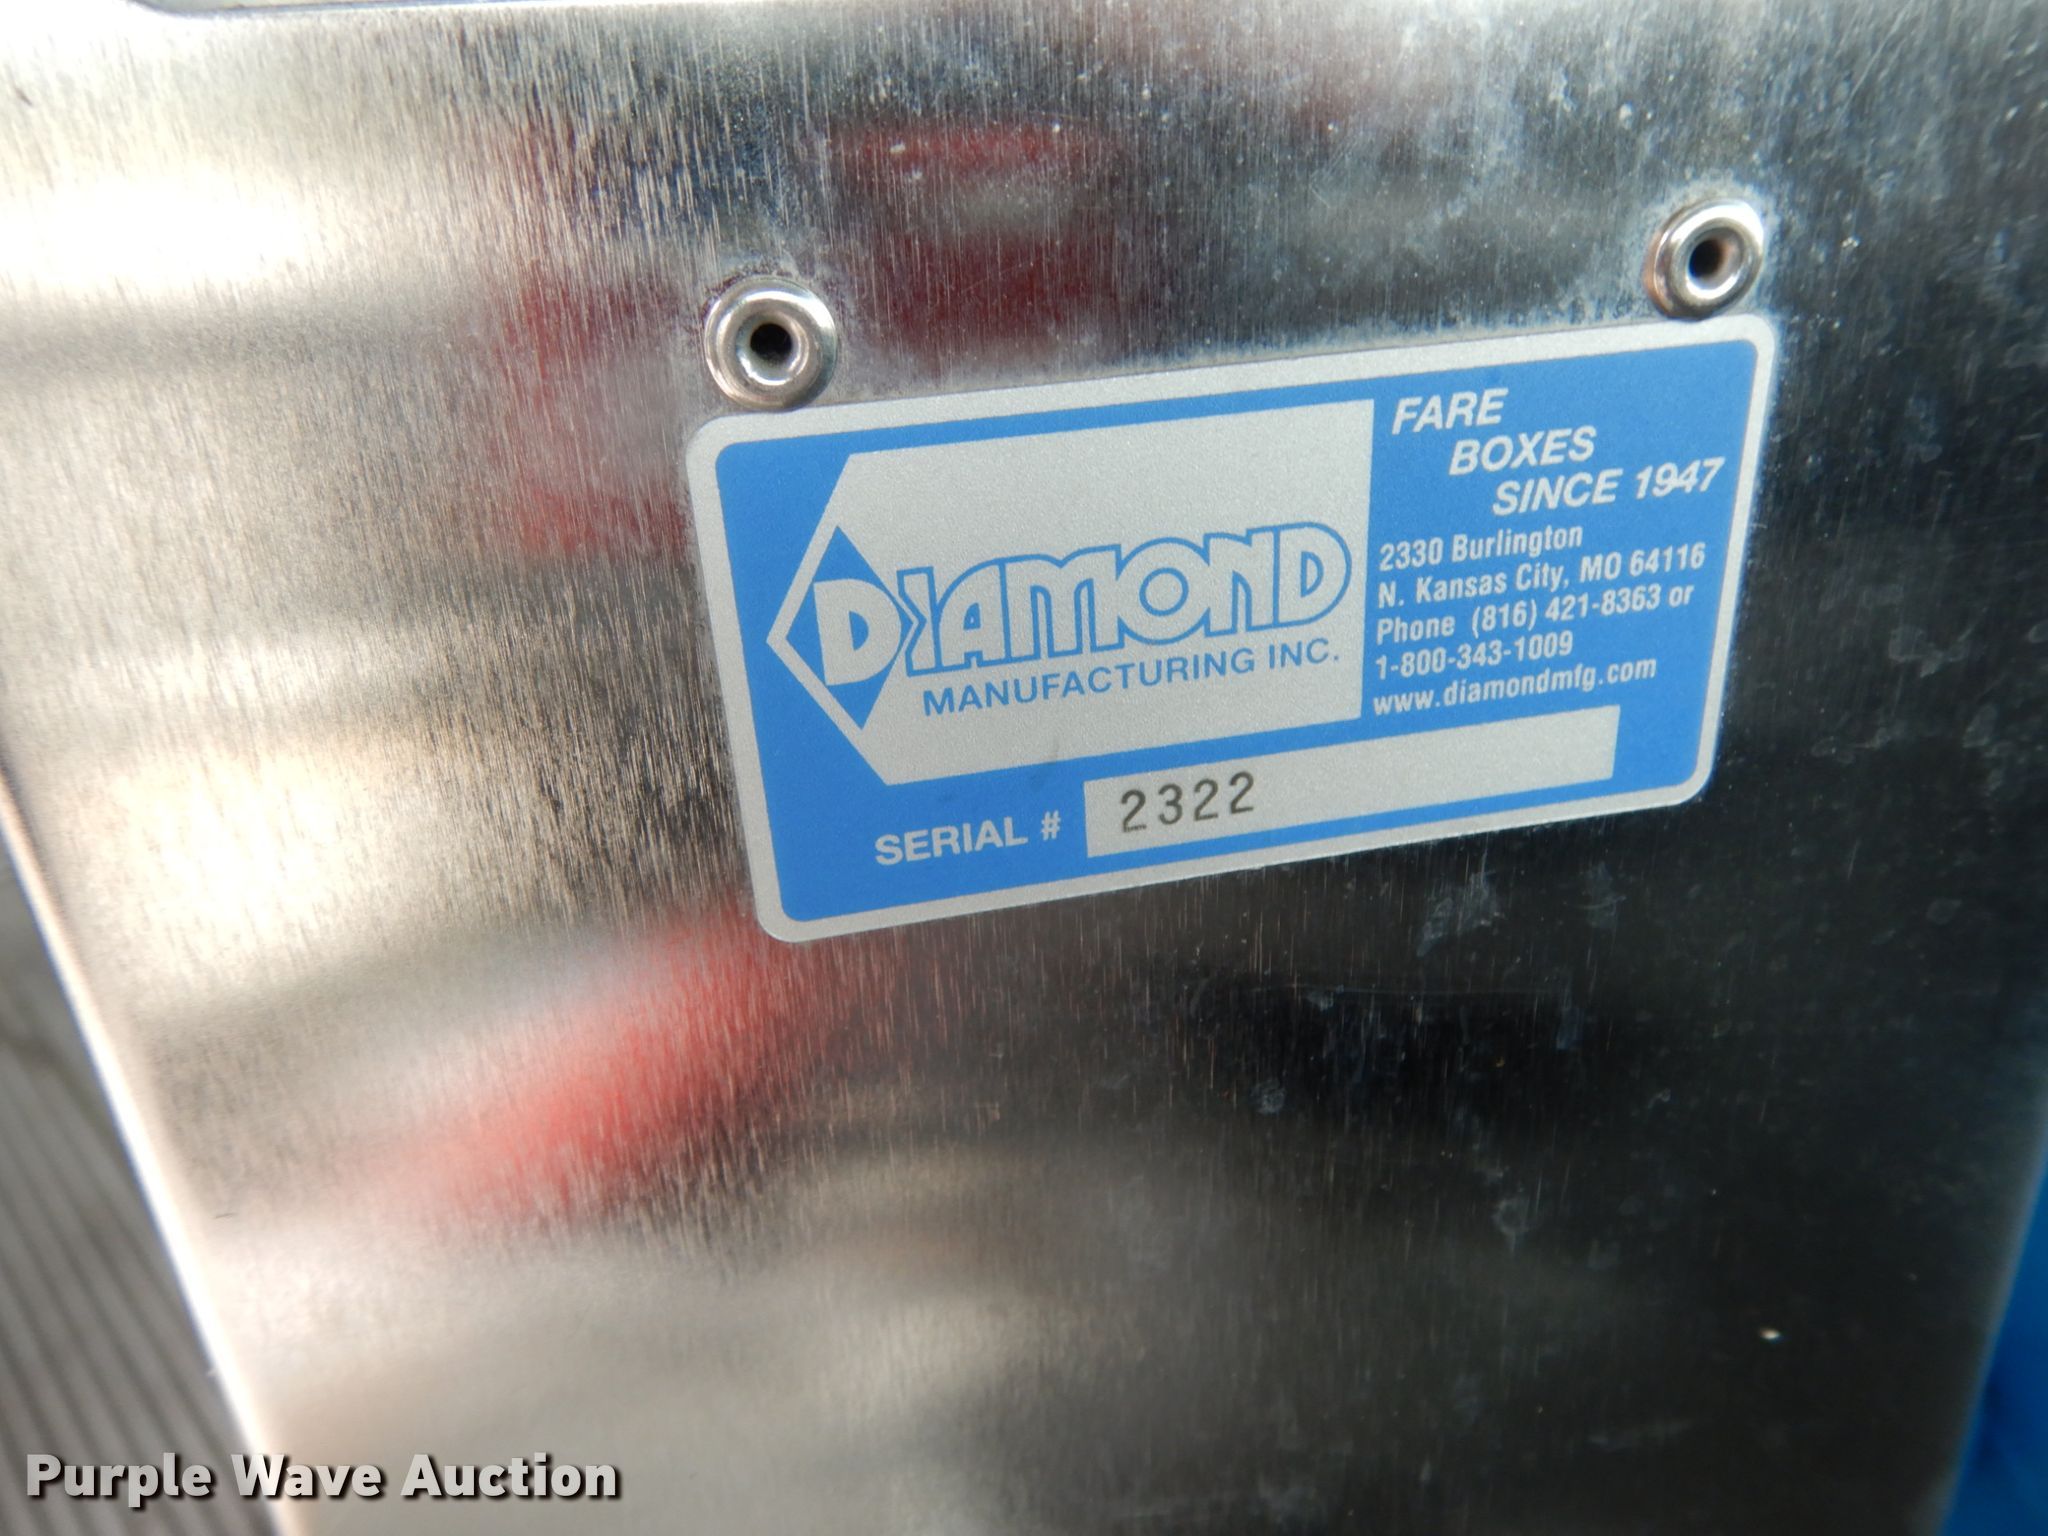 FARE
BOXES
SINCE 1947
2330 Burlington
N. Kansas City, MO 64116
Phone (816) 421-8363 or
1-800-343-1009
www.diamondmfg.com
DIAMOND
MANUFACTURING INC.
SERIAL # 2322
Purple Wave Auction